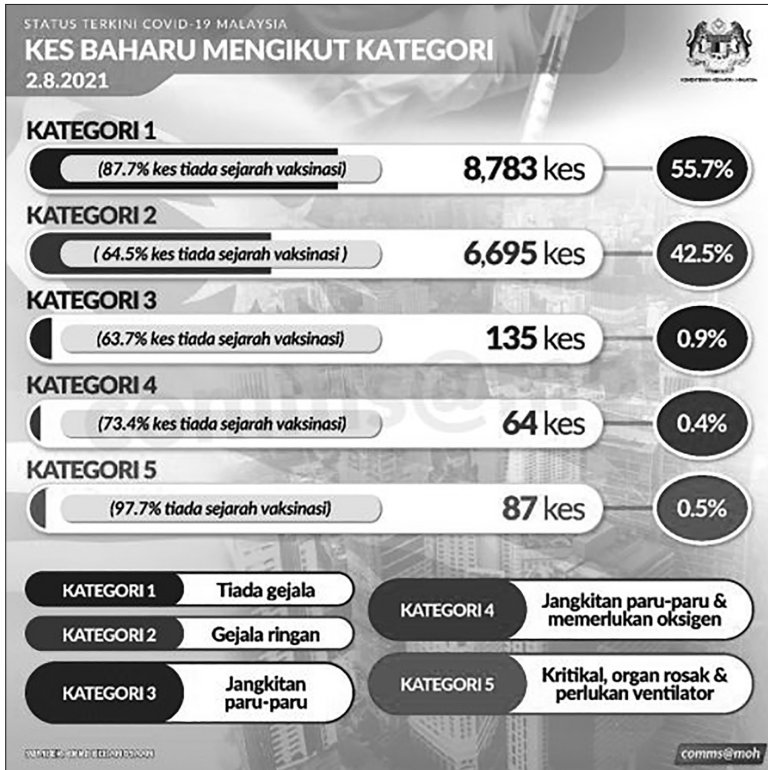 STATUS TERKINI COVID-19 MALAYSIA
KES BAHARU MENGIKUT KATEGORI
2.8.2021
KEMENTERIAN KESIHATAN MALAYSIA
KATEGORI 1
(87.7% kes tiada sejarah vaksinasi)
8,783 kes
55.7%
KATEGORI 2
( 64.5% kes tiada sejarah vaksinasi )
6,695 kes
42.5%
KATEGORI 3
(63.7% kes tiada sejarah vaksinasi)
135 kes
0.9%
KATEGORI 4
(73.4% kes tiada sejarah vaksinasi)
64 kes
0.4%
KATEGORI 5
(97.7% tiada sejarah vaksinasi)
87 kes
0.5%
KATEGORI 1
Tiada gejala
KATEGORI 2
Gejala ringan
KATEGORI 3
Jangkitan
paru-paru
KATEGORI 4
Jangkitan paru-paru &
memerlukan oksigen
KATEGORI 5
Kritikal, organ rosak &
perlukan ventilator
comms@moh